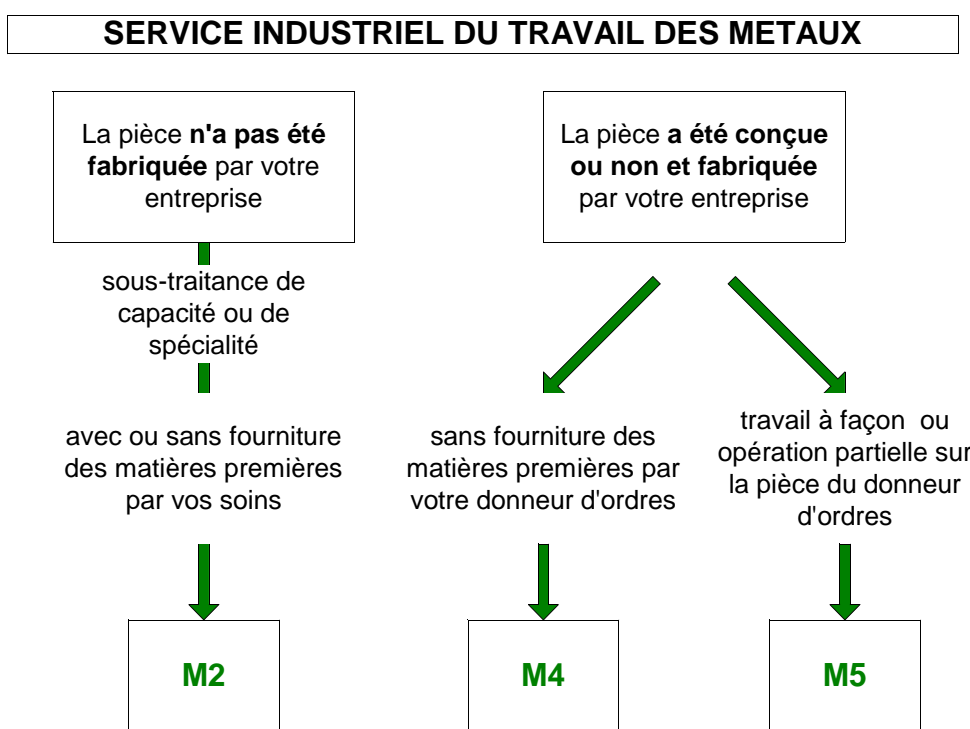 SERVICE INDUSTRIEL DU TRAVAIL DES METAUX
La pièce n'a pas été
fabriquée par votre
entreprise
La pièce a été conçue
ou non et fabriquée
par votre entreprise
sous-traitance de
capacité ou de
spécialité
avec ou sans fourniture
des matières premières
par vos soins
sans fourniture des
matières premières par
votre donneur d'ordres
travail à façon ou
opération partielle sur
la pièce du donneur
d'ordres
M2
M4
M5